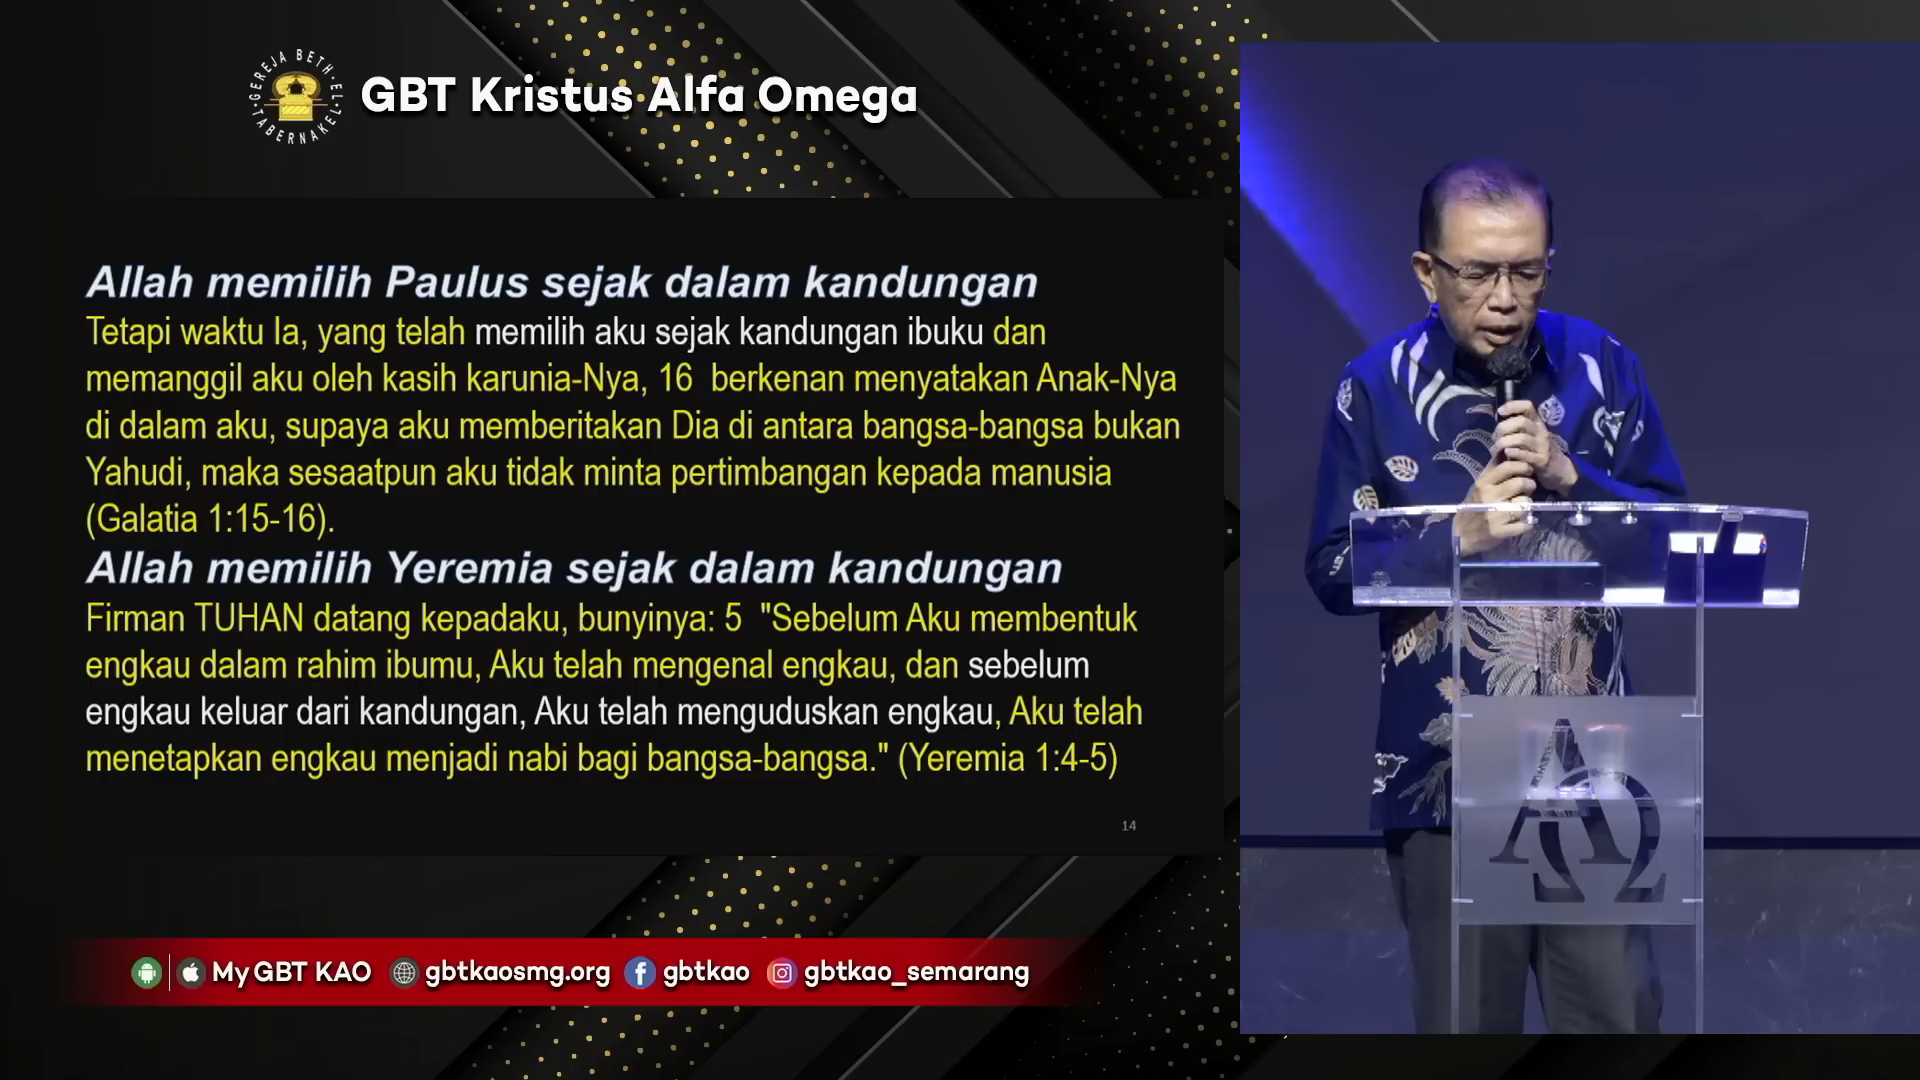 GEREJA BETH-EL TABERNAKEL
GBT Kristus Alfa Omega
Allah memilih Paulus sejak dalam kandungan
Tetapi waktu Ia, yang telah memilih aku sejak kandungan ibuku dan
memanggil aku oleh kasih karunia-Nya, 16 berkenan menyatakan Anak-Nya
di dalam aku, supaya aku memberitakan Dia di antara bangsa-bangsa bukan
Yahudi, maka sesaatpun aku tidak minta pertimbangan kepada manusia
(Galatia 1:15-16).
Allah memilih Yeremia sejak dalam kandungan
Firman TUHAN datang kepadaku, bunyinya: 5 "Sebelum Aku membentuk
engkau dalam rahim ibumu, Aku telah mengenal engkau, dan sebelum
engkau keluar dari kandungan, Aku telah menguduskan engkau, Aku telah
menetapkan engkau menjadi nabi bagi bangsa-bangsa." (Yeremia 1:4-5)
14
My GBT KAO gbtkaosmg.org gbtkao gbtkao_semarang
ΑΩ